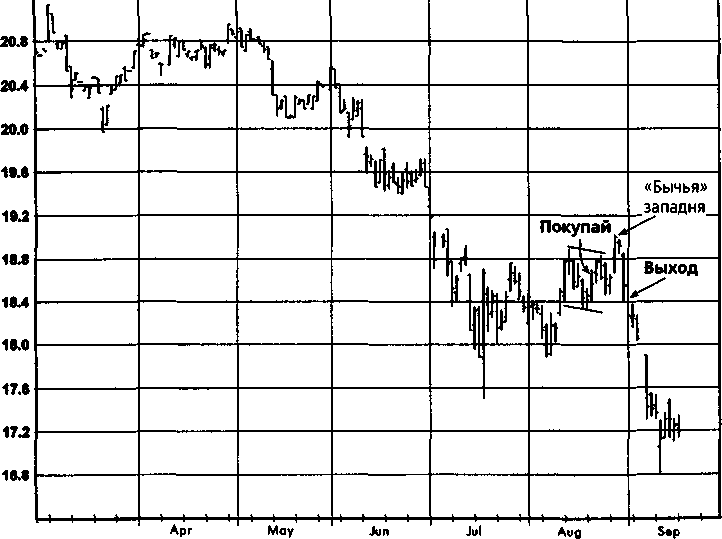 20.8
20.4
20.0
19.6
19.2
18.8
18.4
18.0
17.6
17.2
16.8
«Бычья»
западня
Покупай
Выход
Apr
May
Jun
Jul
Aug
Sep